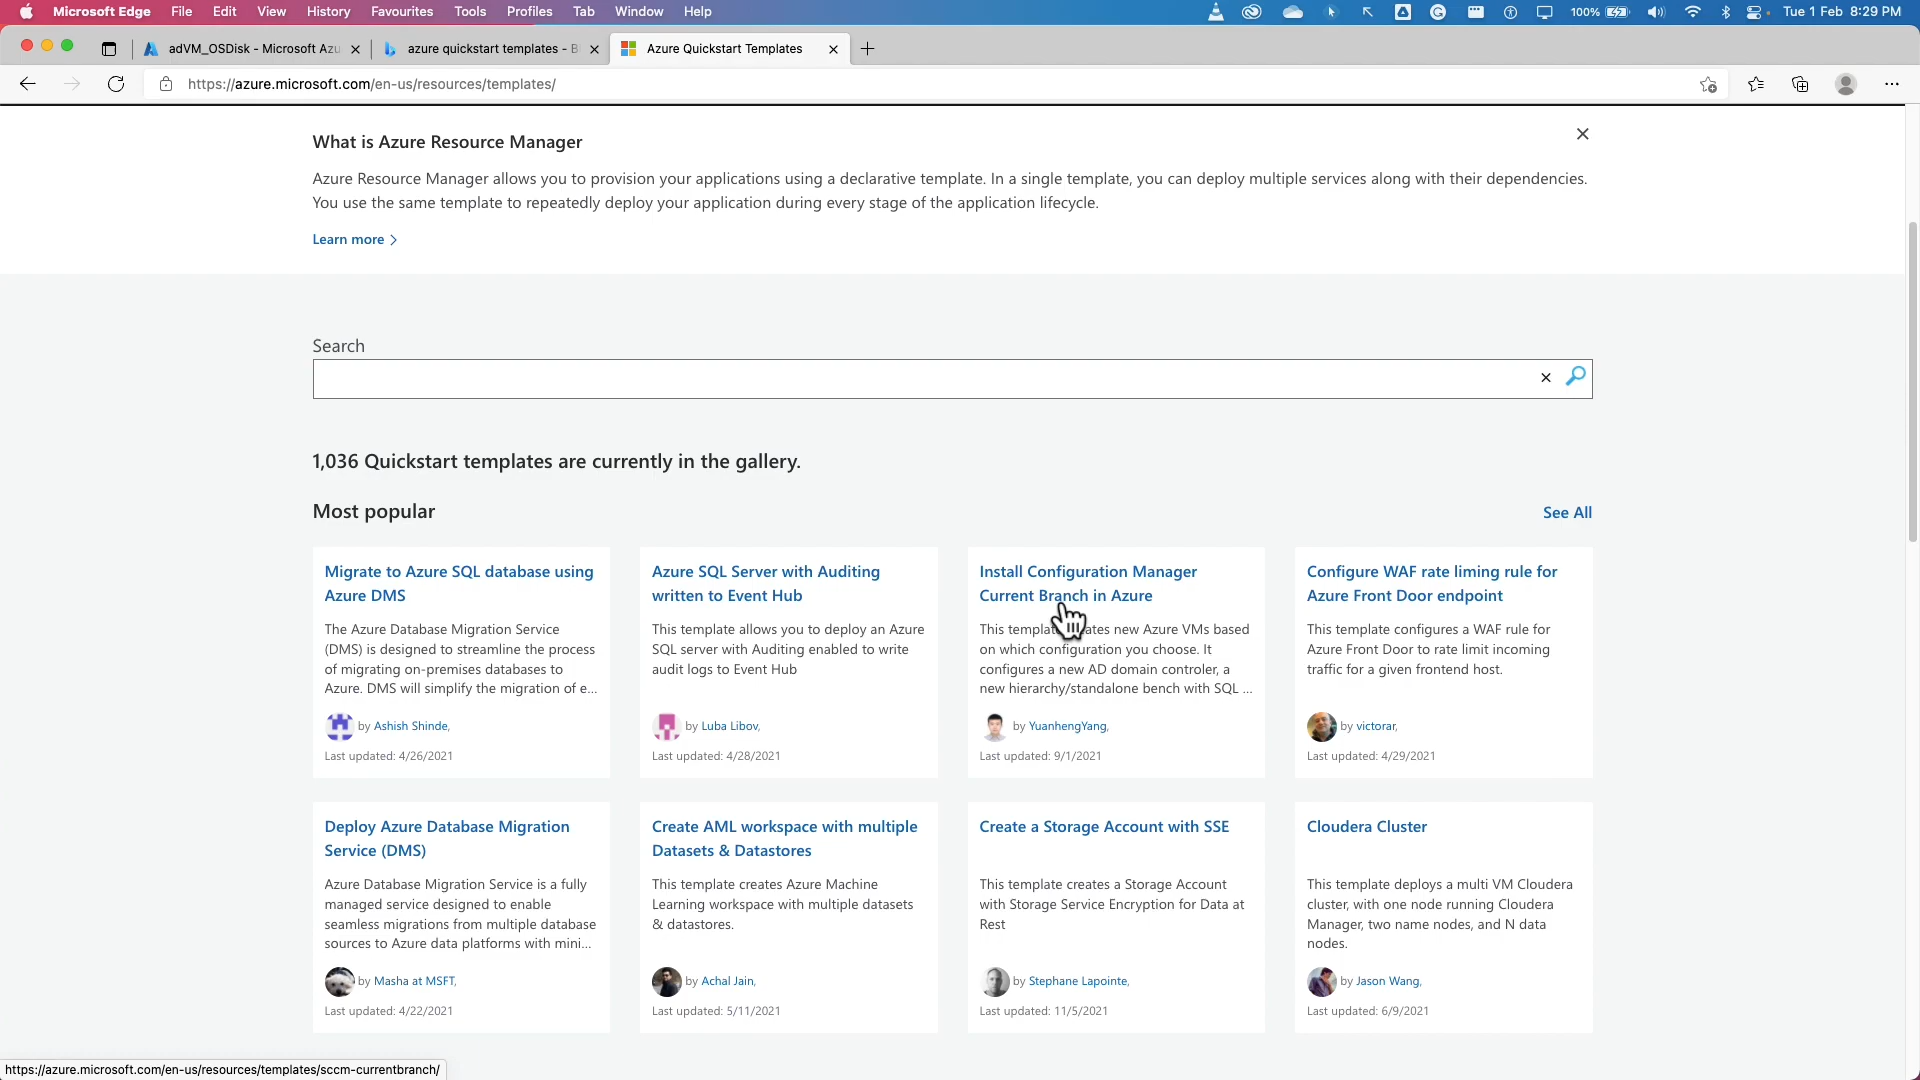 Microsoft Edge File Edit View History Favourites Tools Profiles Tab Window Help 100% Tue 1 Feb 8:29 PM
adVM_OSDisk - Microsoft Azu azure quickstart templates - B Azure Quickstart Templates
https://azure.microsoft.com/en-us/resources/templates/
What is Azure Resource Manager
Azure Resource Manager allows you to provision your applications using a declarative template. In a single template, you can deploy multiple services along with their dependencies.
You use the same template to repeatedly deploy your application during every stage of the application lifecycle.
Learn more
Search
1,036 Quickstart templates are currently in the gallery.
Most popular
See All
Migrate to Azure SQL database using
Azure DMS
The Azure Database Migration Service
(DMS) is designed to streamline the process
of migrating on-premises databases to
Azure. DMS will simplify the migration of e...
by Ashish Shinde,
Last updated: 4/26/2021
Azure SQL Server with Auditing
written to Event Hub
This template allows you to deploy an Azure
SQL server with Auditing enabled to write
audit logs to Event Hub
by Luba Libov,
Last updated: 4/28/2021
Install Configuration Manager
Current Branch in Azure
This templat ates new Azure VMs based
on which configuration you choose. It
configures a new AD domain controler, a
new hierarchy/standalone bench with SQL ...
by YuanhengYang,
Last updated: 9/1/2021
Configure WAF rate liming rule for
Azure Front Door endpoint
This template configures a WAF rule for
Azure Front Door to rate limit incoming
traffic for a given frontend host.
by victorar,
Last updated: 4/29/2021
Deploy Azure Database Migration
Service (DMS)
Azure Database Migration Service is a fully
managed service designed to enable
seamless migrations from multiple database
sources to Azure data platforms with mini...
by Masha at MSFT,
Last updated: 4/22/2021
Create AML workspace with multiple
Datasets & Datastores
This template creates Azure Machine
Learning workspace with multiple datasets
& datastores.
by Achal Jain,
Last updated: 5/11/2021
Create a Storage Account with SSE
This template creates a Storage Account
with Storage Service Encryption for Data at
Rest
by Stephane Lapointe,
Last updated: 11/5/2021
Cloudera Cluster
This template deploys a multi VM Cloudera
cluster, with one node running Cloudera
Manager, two name nodes, and N data
nodes.
by Jason Wang,
Last updated: 6/9/2021
https://azure.microsoft.com/en-us/resources/templates/sccm-currentbranch/